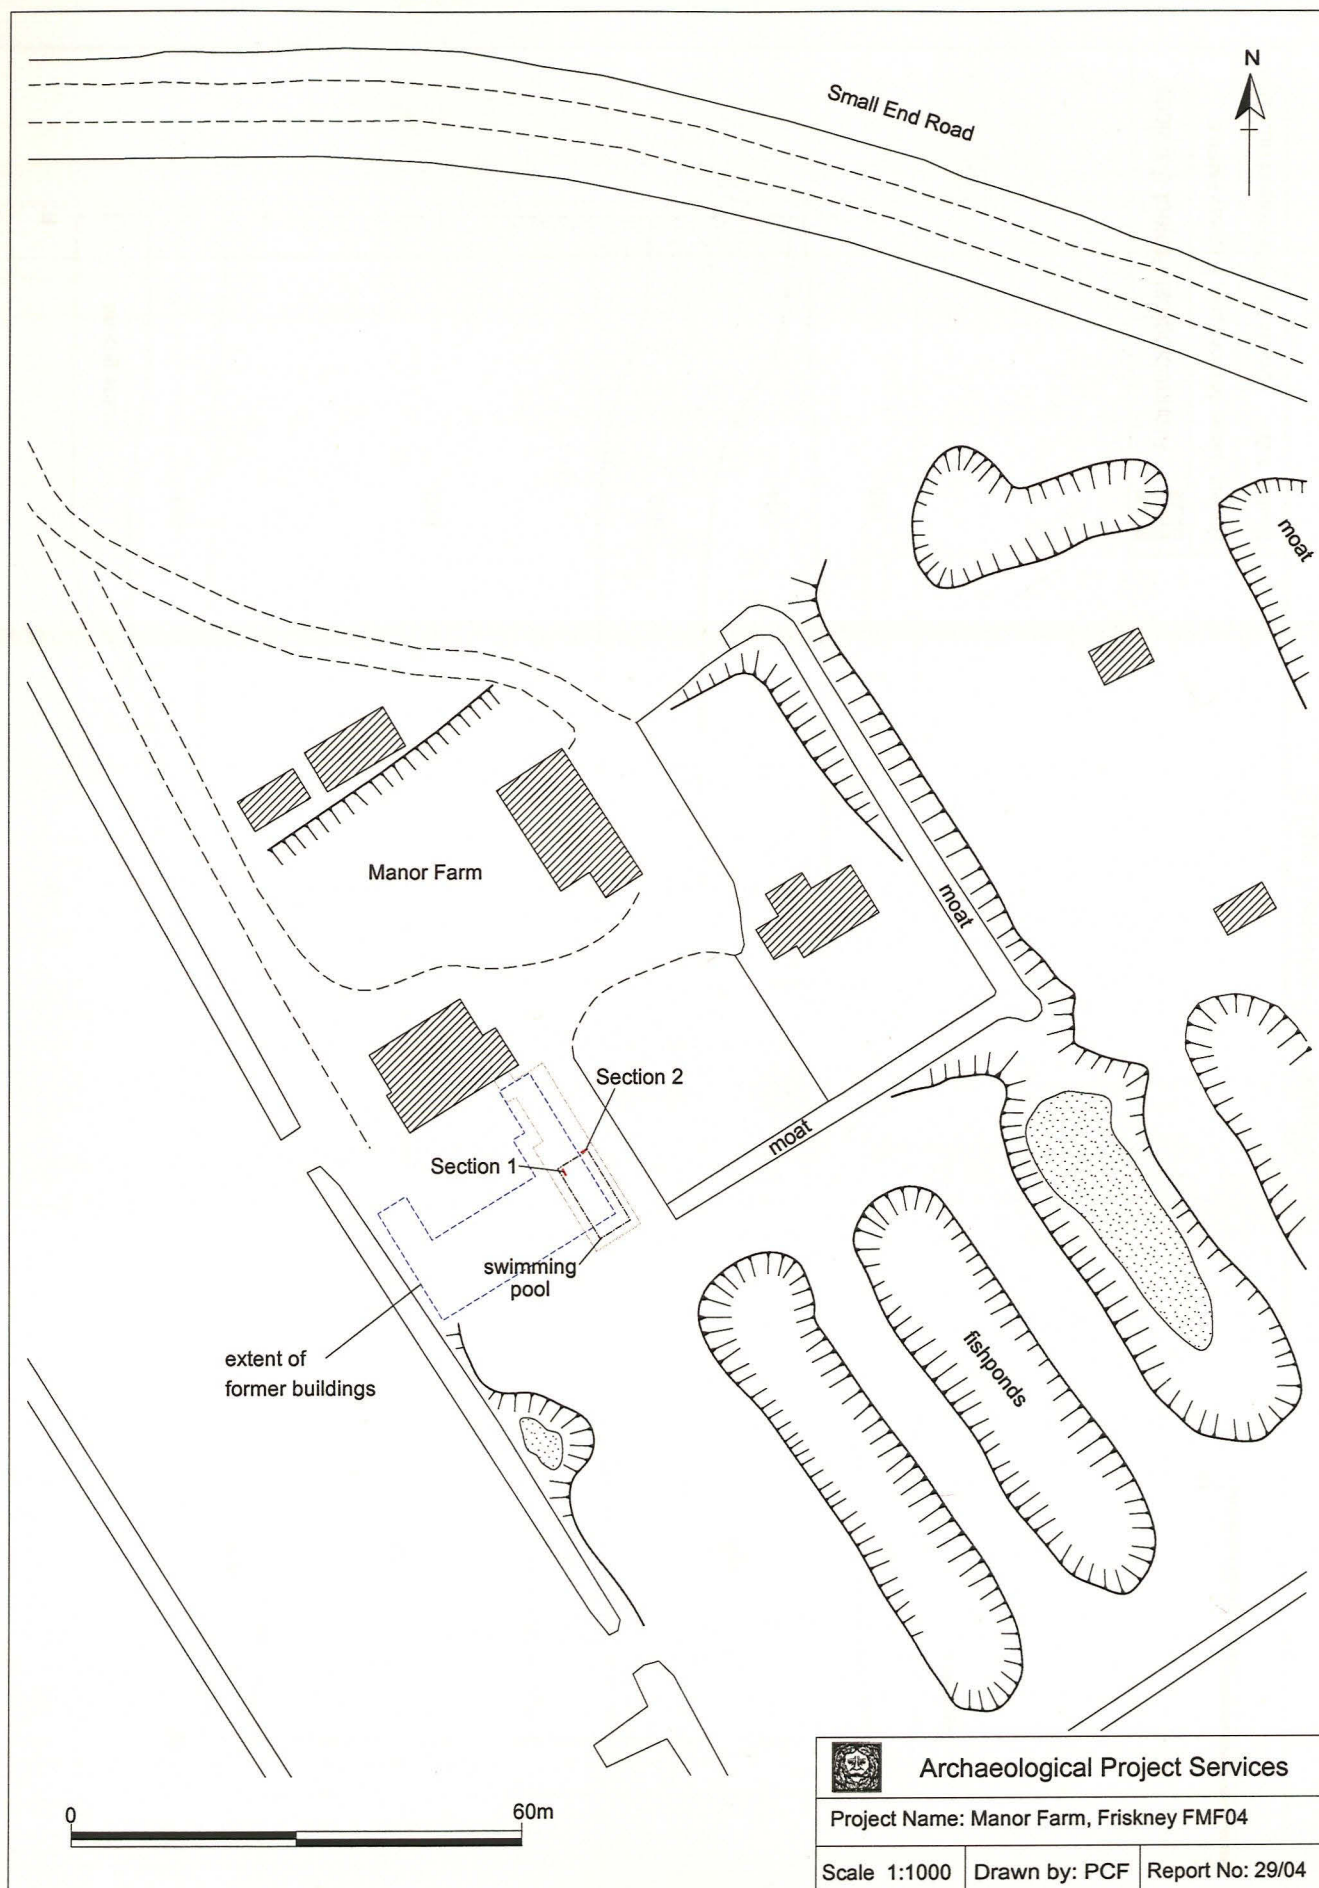 N
Small End Road
moat
Manor Farm
moat
Section 2
moat
Section 1
swimming
pool
fishponds
extent of
former buildings
0
60m
Archaeological Project Services
Project Name: Manor Farm, Friskney FMF04
Scale 1:1000
Drawn by: PCF
Report No: 29/04